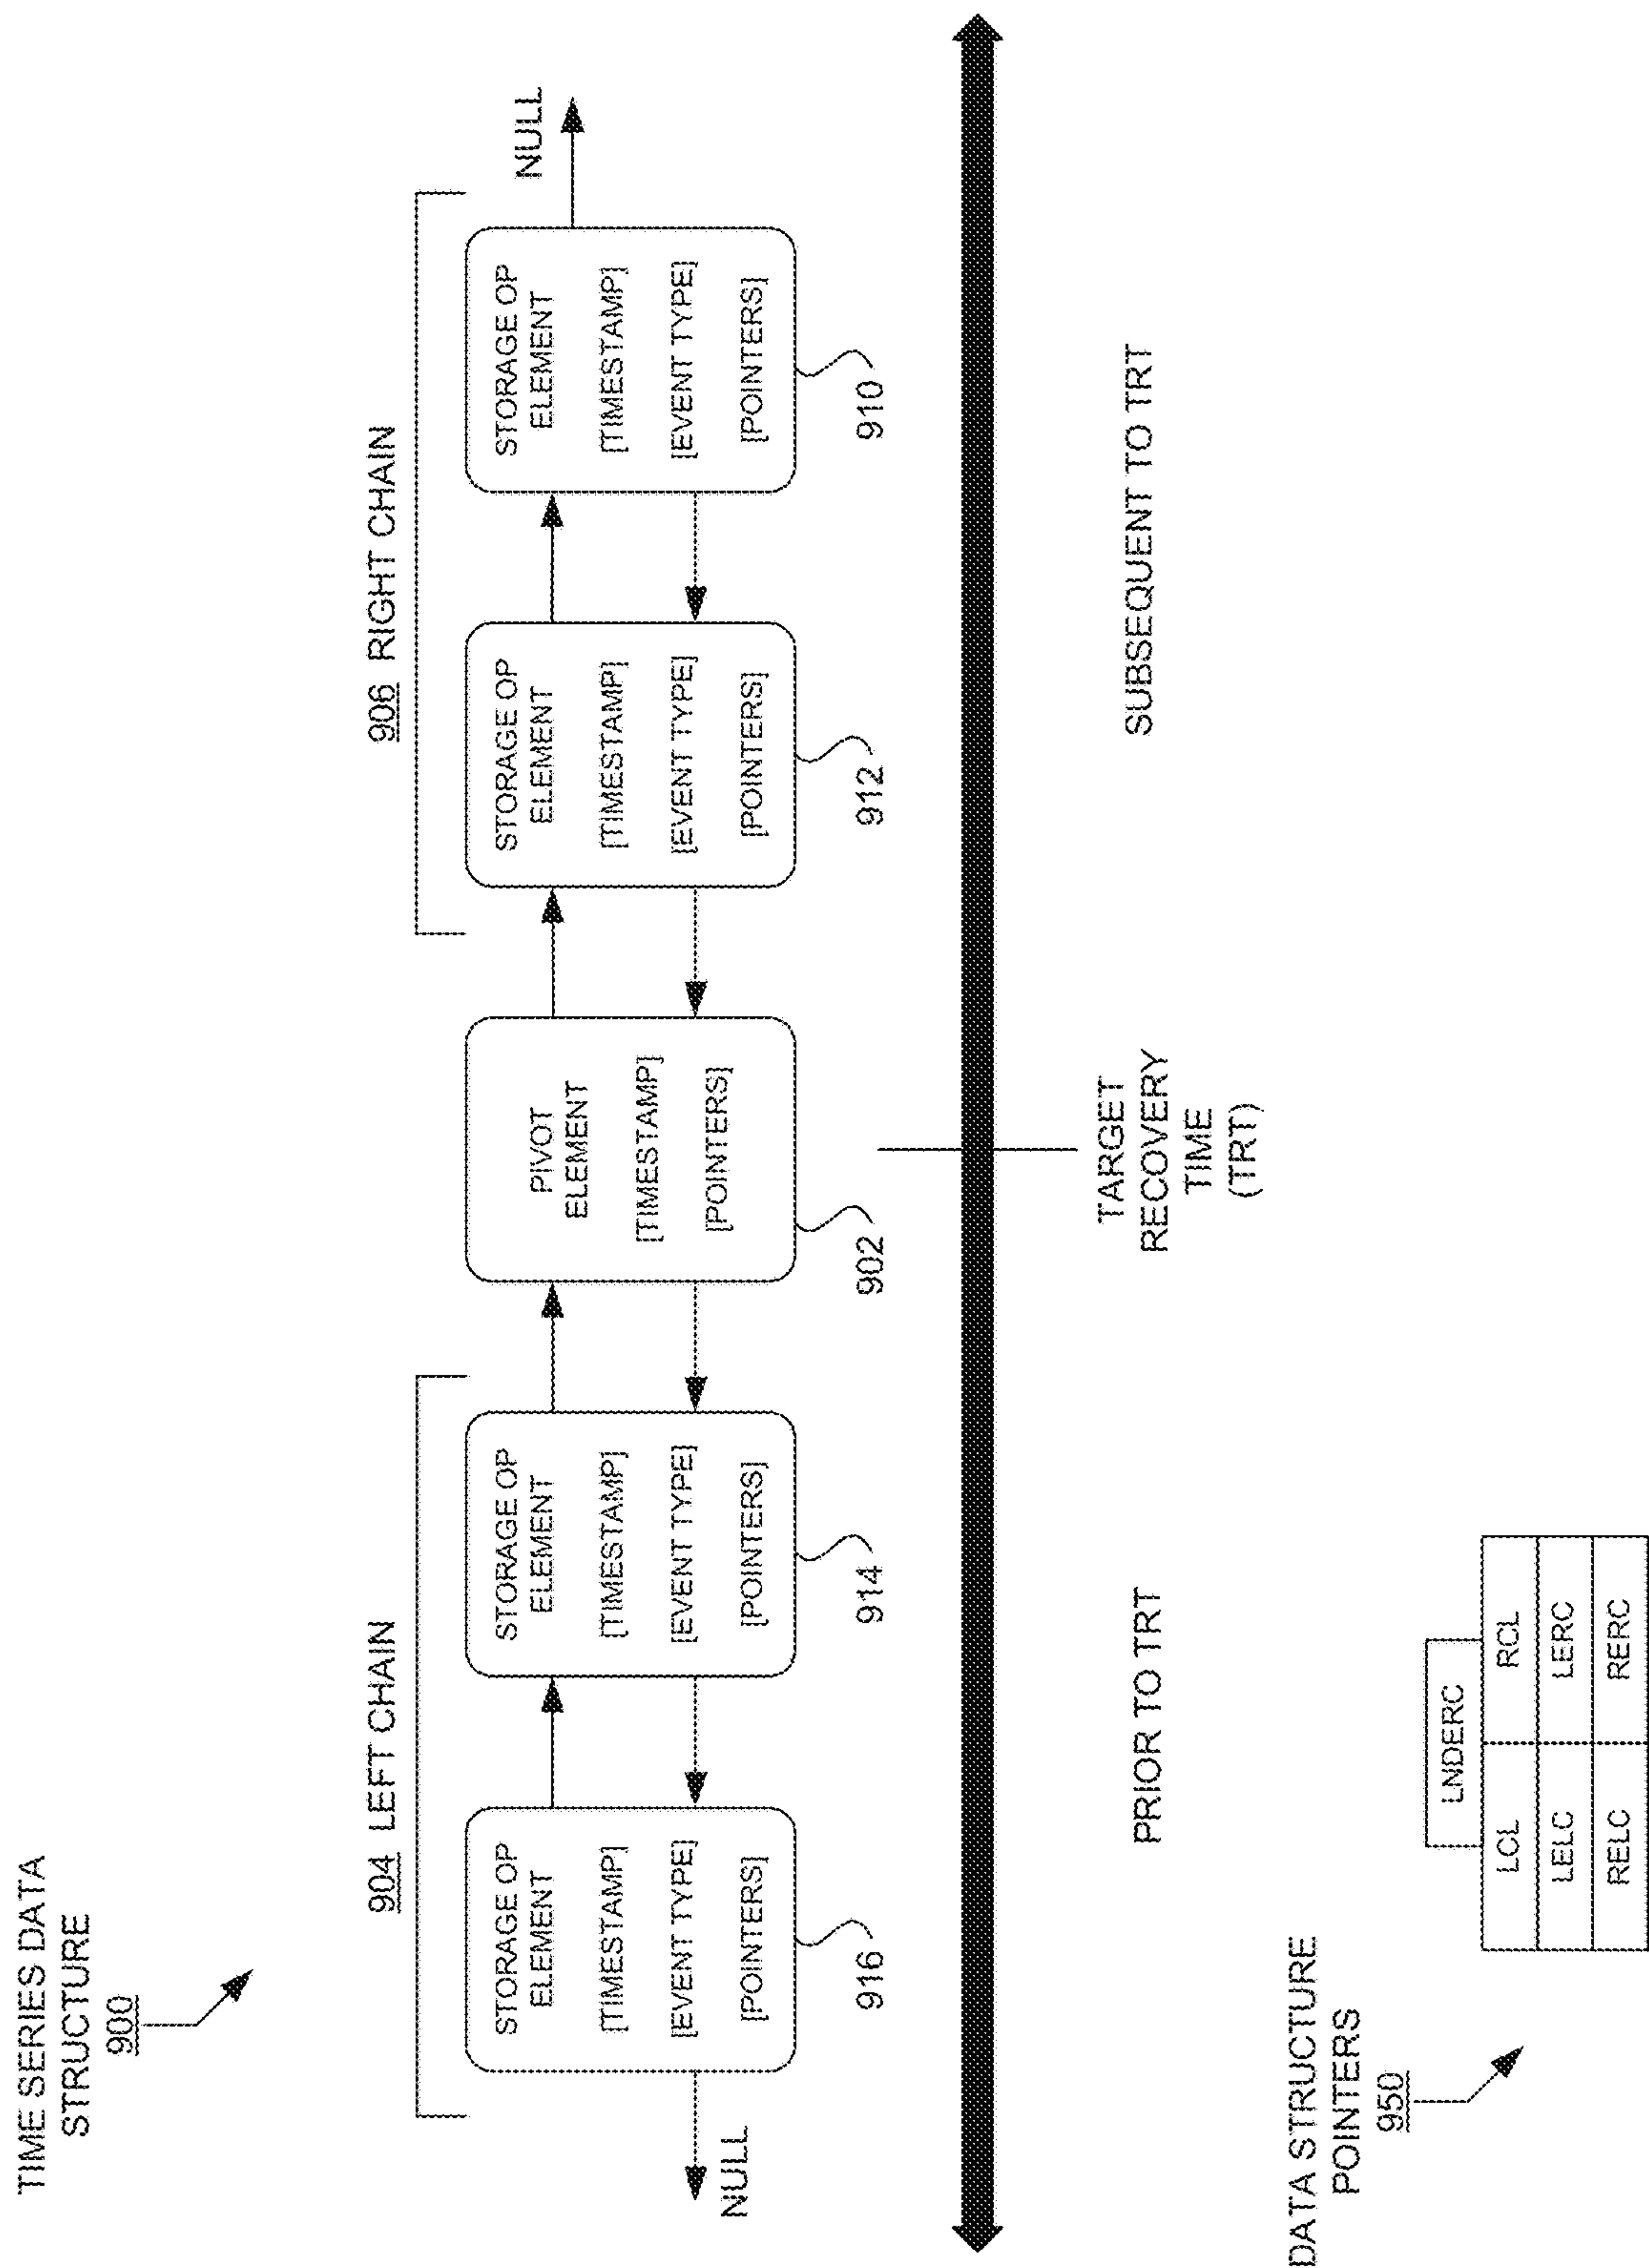 TIME SERIES DATA
STRUCTURE
900
904 LEFT CHAIN
906 RIGHT CHAIN
NULL
STORAGE OP
ELEMENT
[TIMESTAMP]
[EVENT TYPE]
[POINTERS]
916
STORAGE OP
ELEMENT
[TIMESTAMP]
[EVENT TYPE]
[POINTERS]
914
PIVOT
ELEMENT
[TIMESTAMP]
[POINTERS]
902
STORAGE OP
ELEMENT
[TIMESTAMP]
[EVENT TYPE]
[POINTERS]
912
STORAGE OP
ELEMENT
[TIMESTAMP]
[EVENT TYPE]
[POINTERS]
910
NULL
PRIOR TO TRT
TARGET
RECOVERY
TIME
(TRT)
SUBSEQUENT TO TRT
DATA STRUCTURE
POINTERS
950
LNDERC
LCL RCL
LELC LERC
RELC RERC